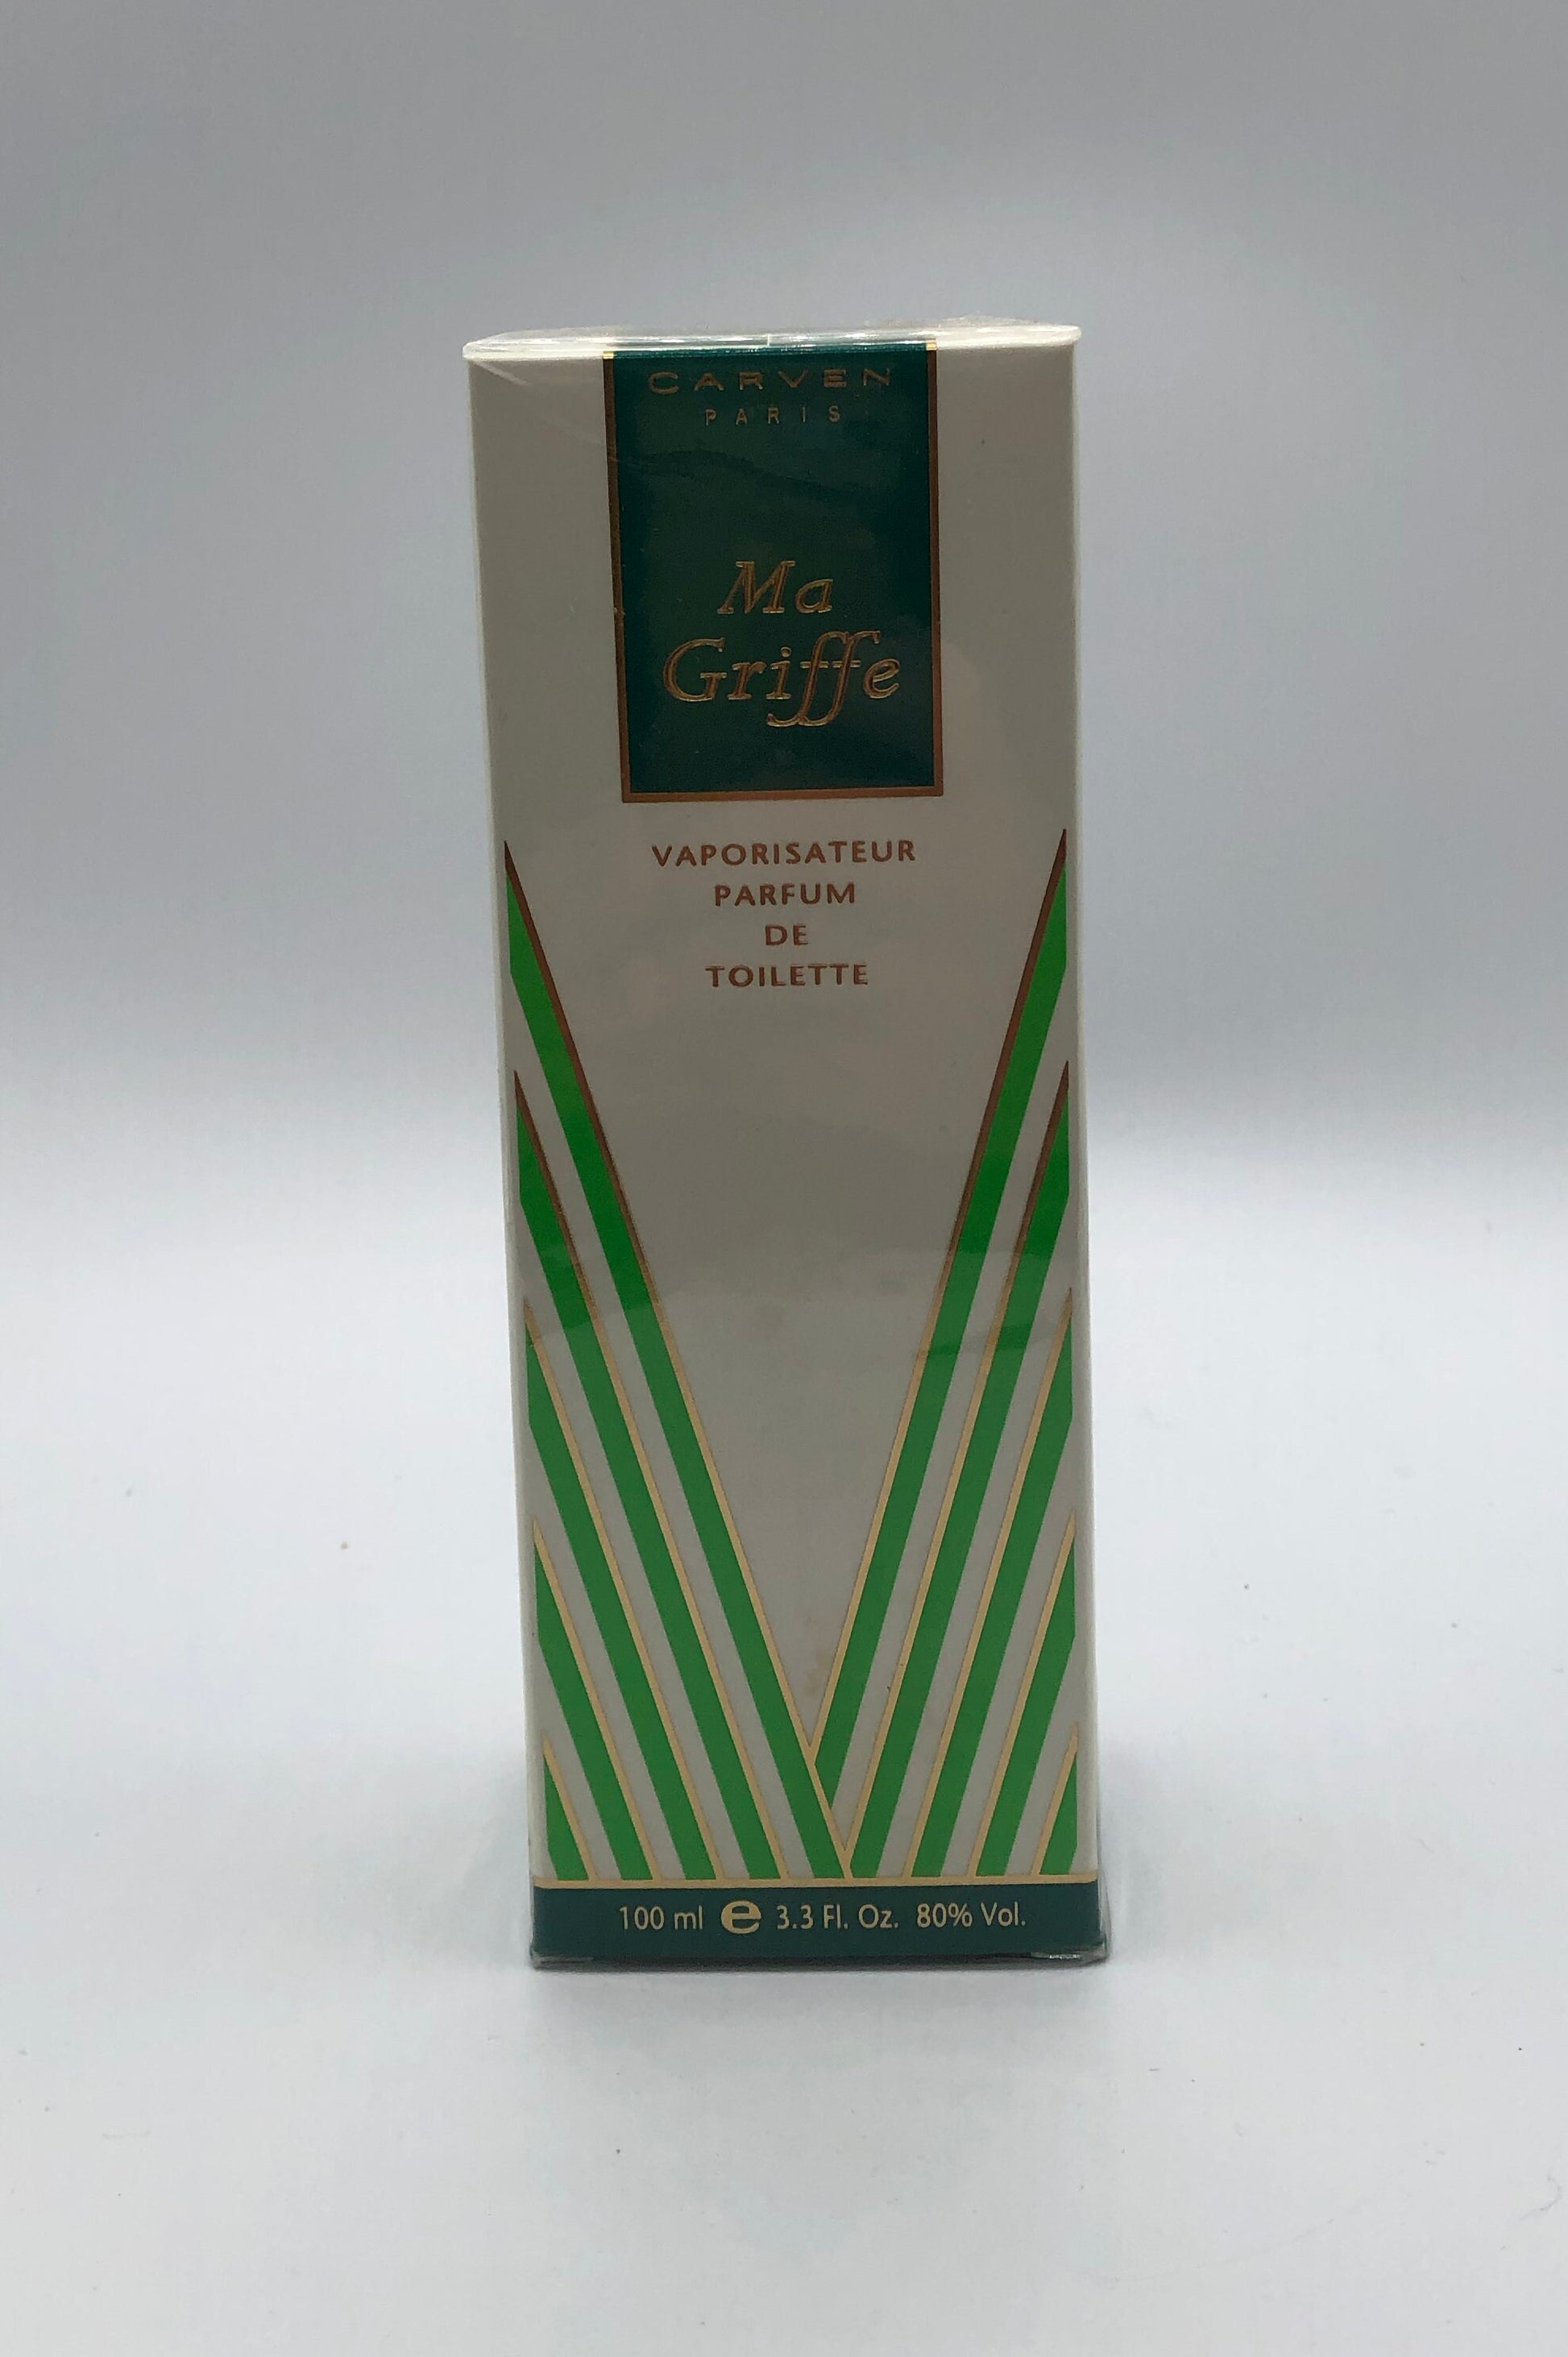 CARVEN
PARIS
Ma
Griffe
VAPORISATEUR
PARFUM
DE
TOILETTE
100 ml e 3.3 Fl. Oz. 80% Vol.